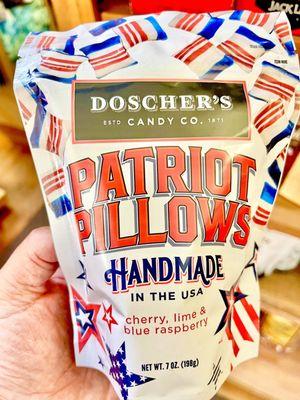 DOSCHER'S
ESTD CANDY CO. 1871
PATRIOT
PILLOWS
HANDMADE
IN THE USA
cherry, lime &
blue raspberry
NET WT. 7 OZ. (198g)
JACK L